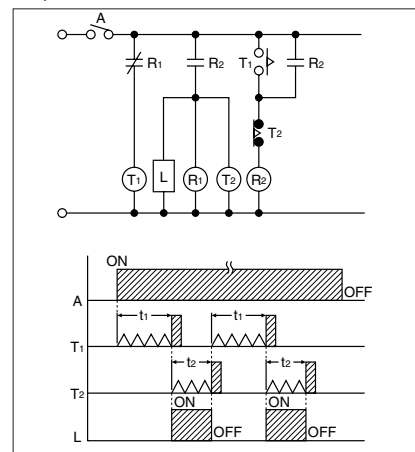 A
R1 R2 T1 R2
T2
T1 L R1 T2 R2
ON
OFF
A
t1 t1
T1
t2 t2
T2
ON ON
OFF OFF
L